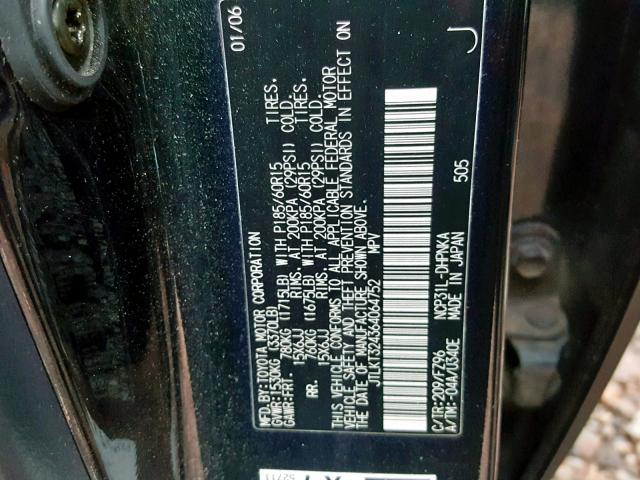 MFD. BY: TOYOTA MOTOR CORPORATION 01/06
GVWR: 1530KG (3370LB)
GAWR: FRT. 780KG (1715LB) WITH P185/60R15 TIRES.
15X6JJ RIMS, AT 200KPA (29PSI) COLD.
RR. 760KG (1675LB) WITH P185/60R15 TIRES.
15X6JJ RIMS, AT 200KPA (29PSI) COLD.
THIS VEHICLE CONFORMS TO ALL APPLICABLE FEDERAL MOTOR
VEHICLE SAFETY AND THEFT PREVENTION STANDARDS IN EFFECT ON
THE DATE OF MANUFACTURE SHOWN ABOVE.
JTLKT324364064752 MPV
J
505
C/TR: 209/FZ96 NCP31L-DHPNKA
A/TM: -04A/U340E MADE IN JAPAN